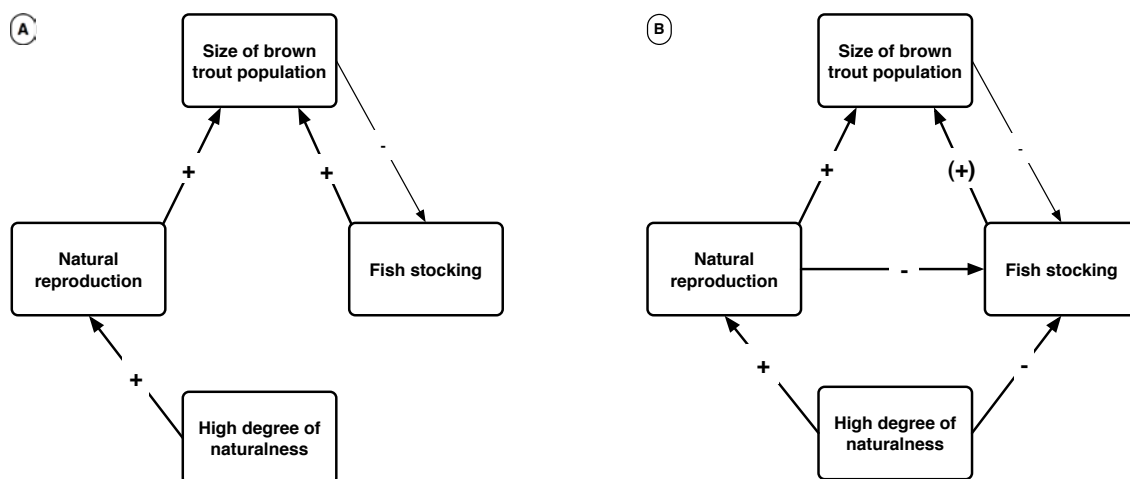 A
Size of brown
trout population
-
+
+
Natural
reproduction
Fish stocking
+
High degree of
naturalness
B
Size of brown
trout population
-
+
(+)
Natural
reproduction
-
Fish stocking
+
-
High degree of
naturalness